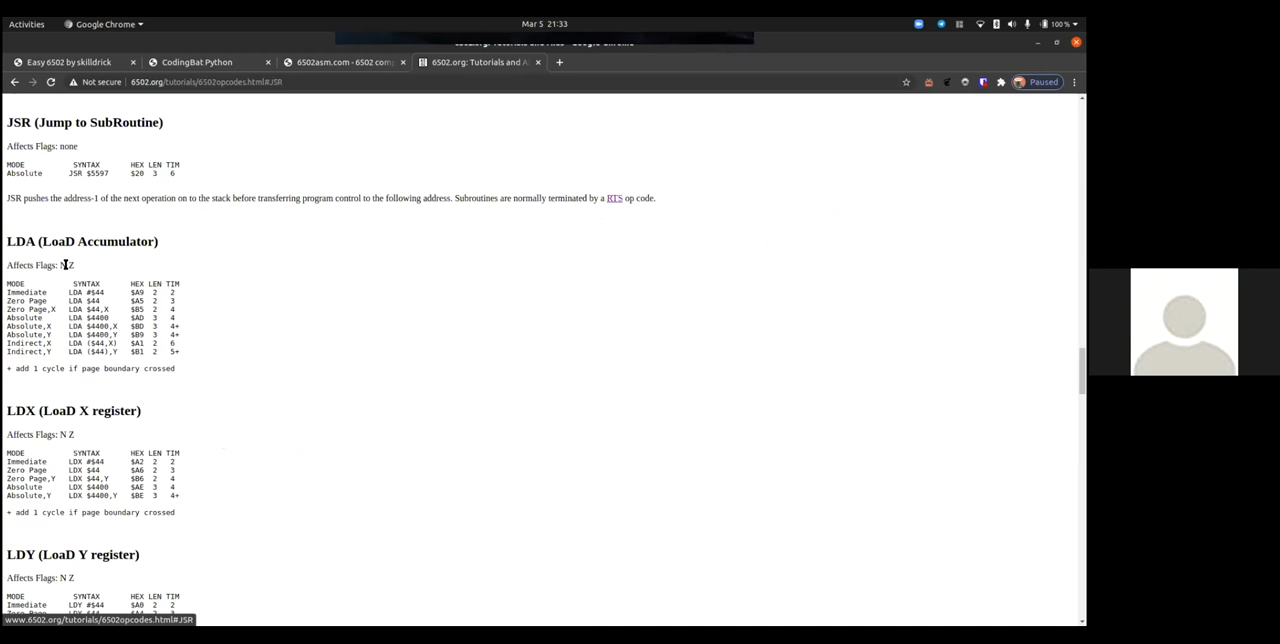 Activities Google Chrome Mar 5 21:33 100 %
Easy 6502 by skilldrick CodingBat Python 6502asm.com - 6502 com 6502.org: Tutorials and A
Not secure 6502.org/tutorials/6502opcodes.html#JSR Paused
JSR (Jump to SubRoutine)
Affects Flags: none
MODE SYNTAX HEX LEN TIM
Absolute JSR $5597 $20 3 6
JSR pushes the address-1 of the next operation on to the stack before transferring program control to the following address. Subroutines are normally terminated by a RTS op code.
LDA (LoaD Accumulator)
Affects Flags: N Z
MODE SYNTAX HEX LEN TIM
Immediate LDA #$44 $A9 2 2
Zero Page LDA $44 $A5 2 3
Zero Page,X LDA $44,X $B5 2 4
Absolute LDA $4400 $AD 3 4
Absolute,X LDA $4400,X $BD 3 4+
Absolute,Y LDA $4400,Y $B9 3 4+
Indirect,X LDA ($44,X) $A1 2 6
Indirect,Y LDA ($44),Y $B1 2 5+
+ add 1 cycle if page boundary crossed
LDX (LoaD X register)
Affects Flags: N Z
MODE SYNTAX HEX LEN TIM
Immediate LDX #$44 $A2 2 2
Zero Page LDX $44 $A6 2 3
Zero Page,Y LDX $44,Y $B6 2 4
Absolute LDX $4400 $AE 3 4
Absolute,Y LDX $4400,Y $BE 3 4+
+ add 1 cycle if page boundary crossed
LDY (LoaD Y register)
Affects Flags: N Z
MODE SYNTAX HEX LEN TIM
Immediate LDY #$44 $A0 2 2
www.6502.org/tutorials/6502opcodes.html#JSR